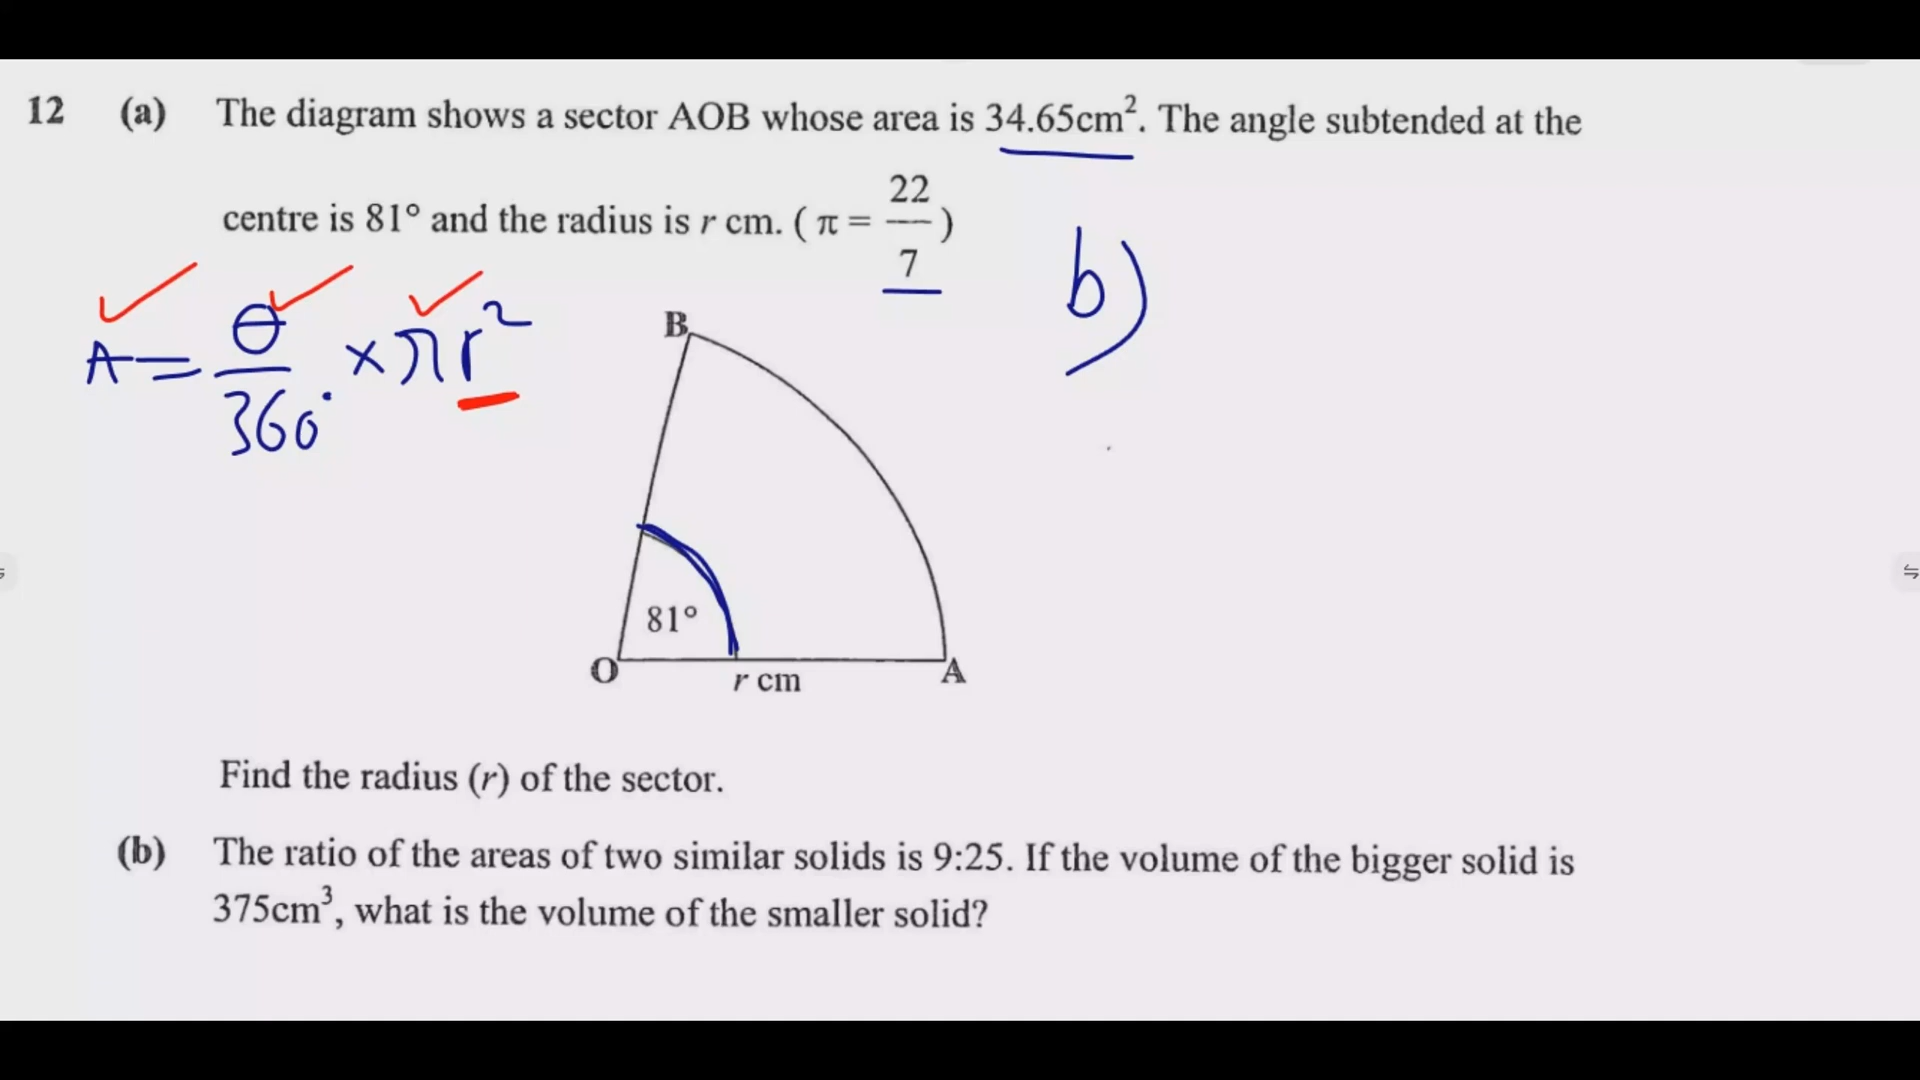 12 (a) The diagram shows a sector AOB whose area is 34.65cm². The angle subtended at the
centre is 81° and the radius is r cm. ( π = 22/7 )
b)
A = θ/360° × πr²
B
81°
O
A
r cm
Find the radius (r) of the sector.
(b) The ratio of the areas of two similar solids is 9:25. If the volume of the bigger solid is
375cm³, what is the volume of the smaller solid?